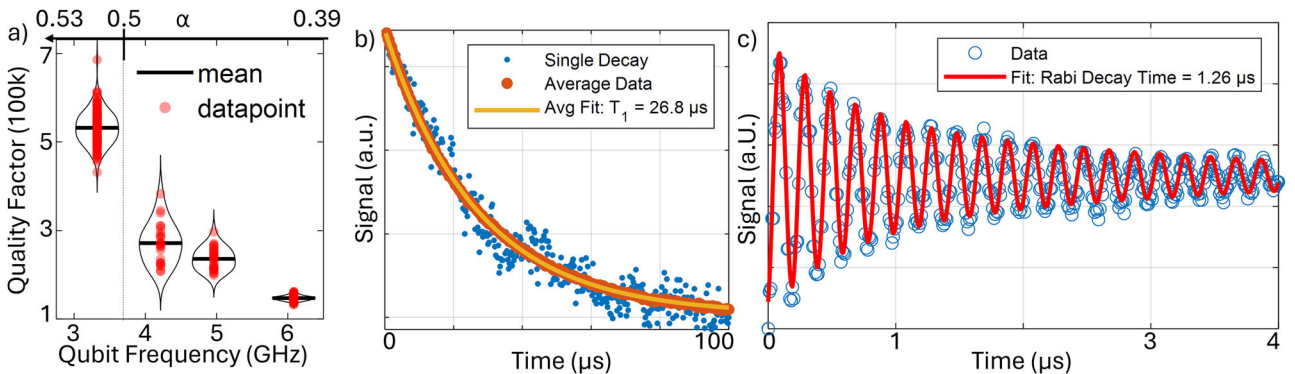 0.53 0.5 α 0.39
a)
7
5
3
1
Quality Factor (100k)
mean
datapoint
3 4 5 6
Qubit Frequency (GHz)
b)
Single Decay
Average Data
Avg Fit: T1 = 26.8 µs
Signal (a.u.)
0 100
Time (µs)
c)
Data
Fit: Rabi Decay Time = 1.26 µs
Signal (a.U.)
0 1 2 3 4
Time (µs)